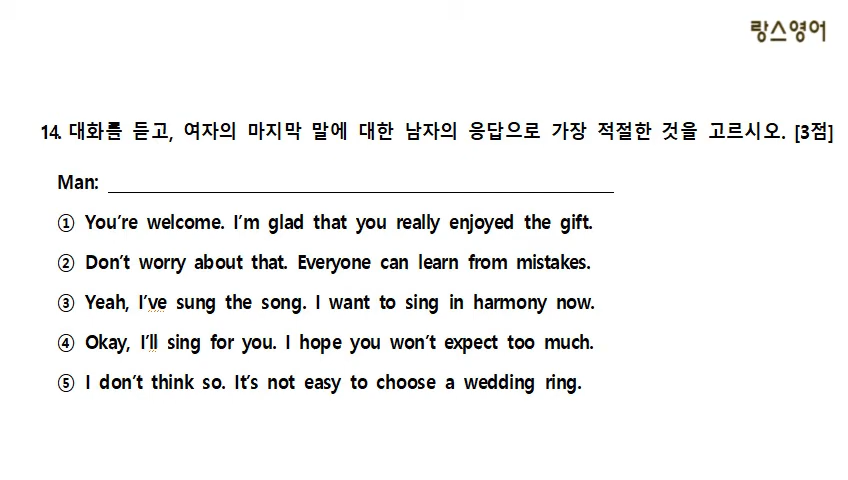 랑스영어
14. 대화를 듣고, 여자의 마지막 말에 대한 남자의 응답으로 가장 적절한 것을 고르시오. [3점]
Man:
① You’re welcome. I’m glad that you really enjoyed the gift.
② Don’t worry about that. Everyone can learn from mistakes.
③ Yeah, I’ve sung the song. I want to sing in harmony now.
④ Okay, I’ll sing for you. I hope you won’t expect too much.
⑤ I don’t think so. It’s not easy to choose a wedding ring.